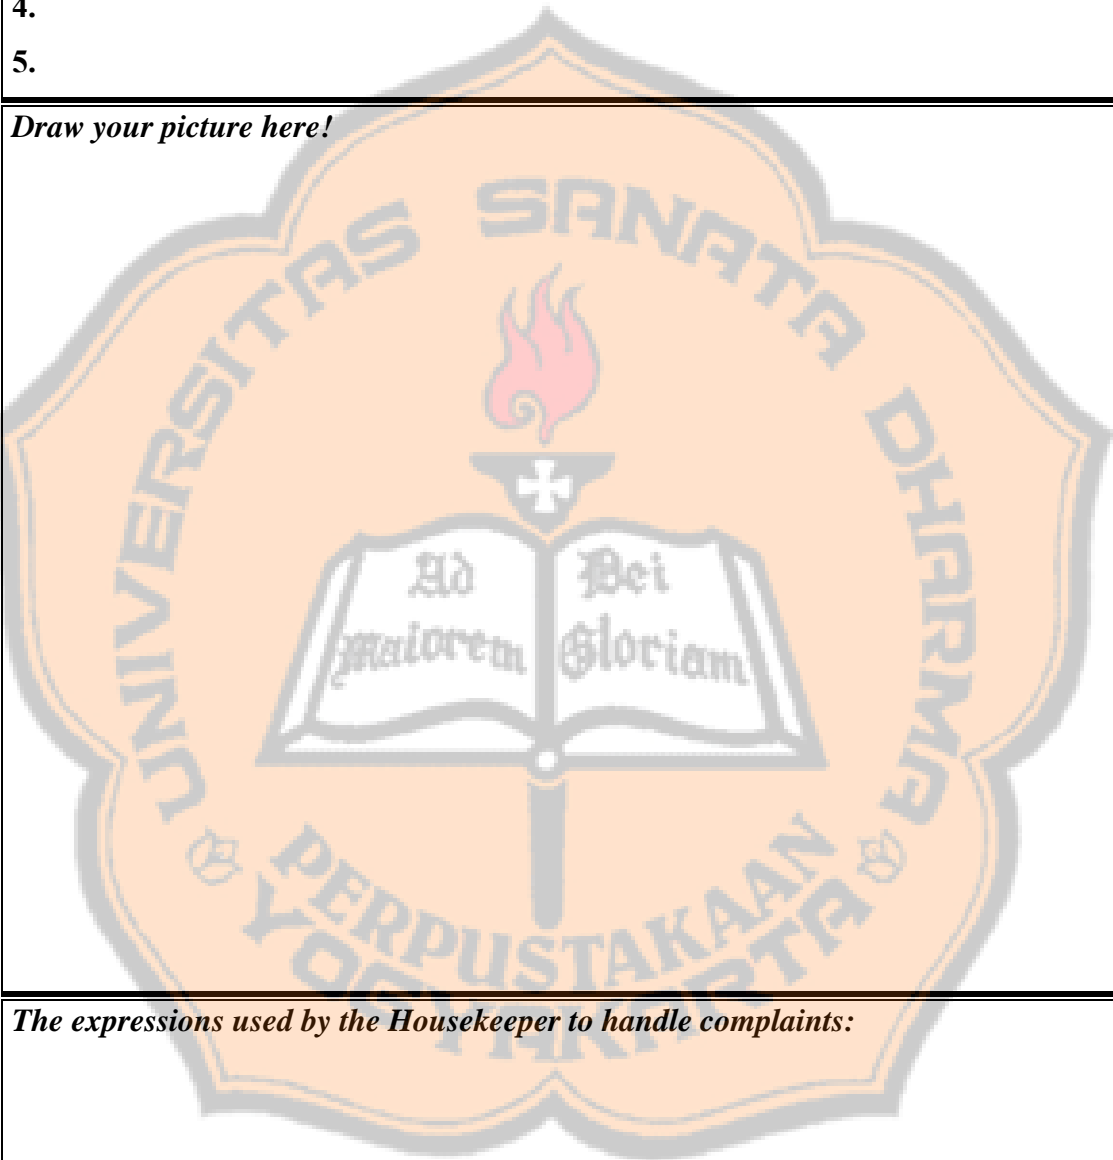 4.
5.
Draw your picture here!
UNIVERSITAS SANATA DHARMA
Ad
maiorem
Dei
Gloriam
PERPUSTAKAAN
YOGYAKARTA
The expressions used by the Housekeeper to handle complaints: